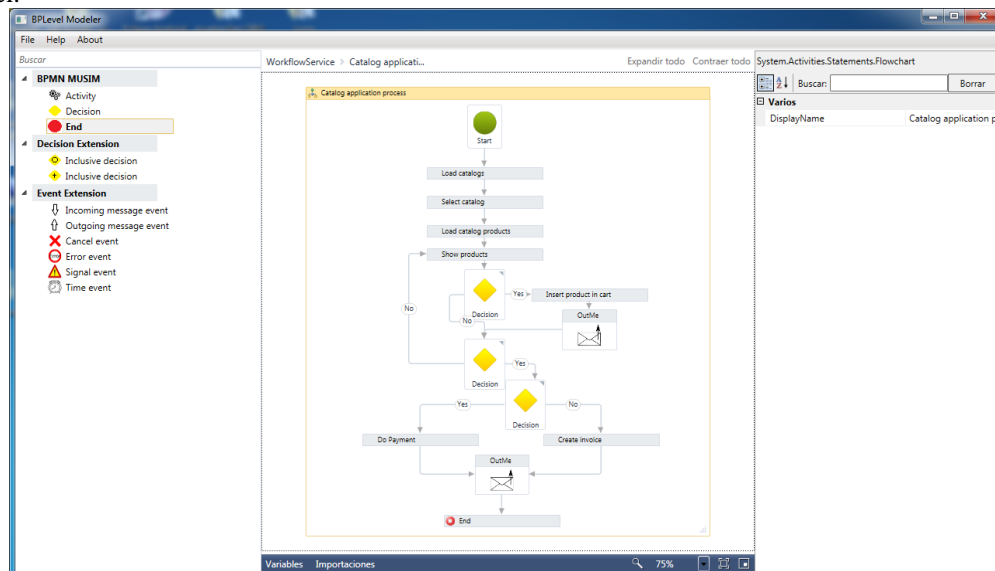 er.
BPLevel Modeler
File Help About
Buscar
BPMN MUSIM
Activity
Decision
End
Decision Extension
Inclusive decision
Inclusive decision
Event Extension
Incoming message event
Outgoing message event
Cancel event
Error event
Signal event
Time event
WorkflowService > Catalog applicati...
Expandir todo Contraer todo
Catalog application process
Start
Load catalogs
Select catalog
Load catalog products
Show products
Decision
Yes
Insert product in cart
No
No
OutMe
Decision
Yes
Decision
Yes
No
Do Payment
Create invoice
OutMe
End
Variables Importaciones
75%
System.Activities.Statements.Flowchart
Buscar:
Borrar
Varios
DisplayName
Catalog application p